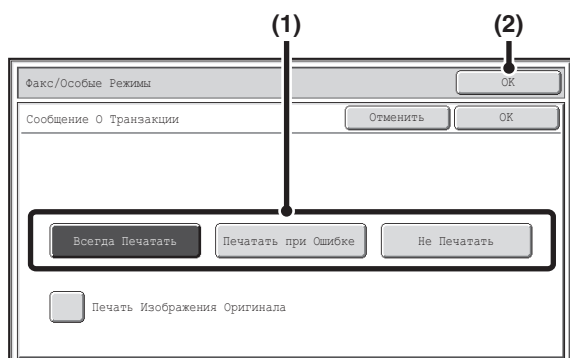 (1) (2)
Факс/Особые Режимы OK
Сообщение О Транзакции Отменить OK
Всегда Печатать Печатать при Ошибке Не Печатать
Печать Изображения Оригинала